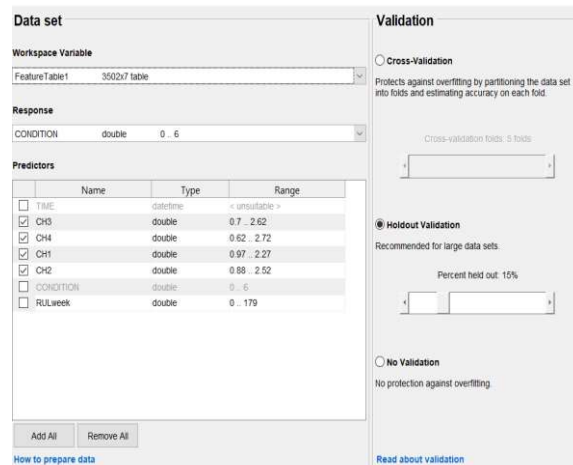 Data set
Workspace Variable
FeatureTable1 3502x7 table
Response
CONDITION double 0 .. 6
Predictors
Name Type Range
TIME datetime < unsuitable >
CH3 double 0.7 .. 2.62
CH4 double 0.62 .. 2.72
CH1 double 0.97 .. 2.27
CH2 double 0.88 .. 2.52
CONDITION double 0 .. 6
RULweek double 0 .. 179
Add All Remove All
How to prepare data
Validation
Cross-Validation
Protects against overfitting by partitioning the data set
into folds and estimating accuracy on each fold.
Cross-validation folds: 5 folds
Holdout Validation
Recommended for large data sets.
Percent held out: 15%
No Validation
No protection against overfitting.
Read about validation